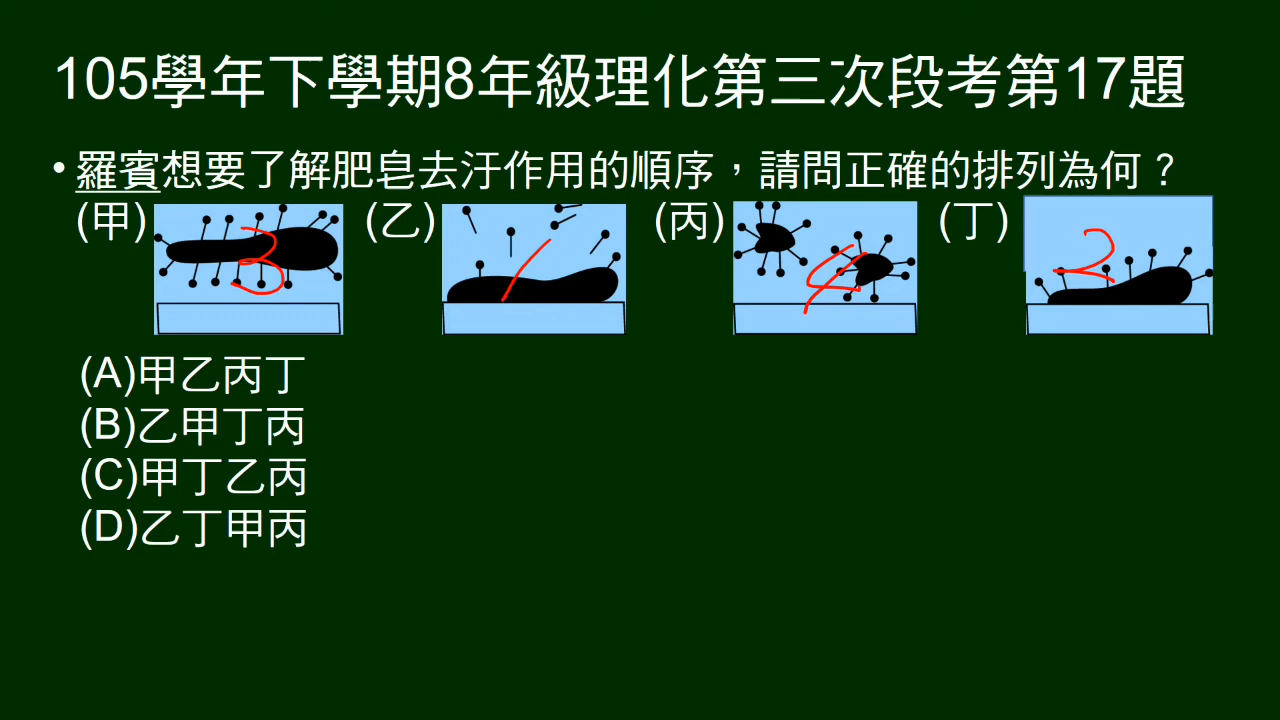 105學年下學期8年級理化第三次段考第17題
• 羅賓想要了解肥皂去汙作用的順序，請問正確的排列為何？
(甲) 3 (乙) 1 (丙) 4 (丁) 2
(A)甲乙丙丁
(B)乙甲丁丙
(C)甲丁乙丙
(D)乙丁甲丙